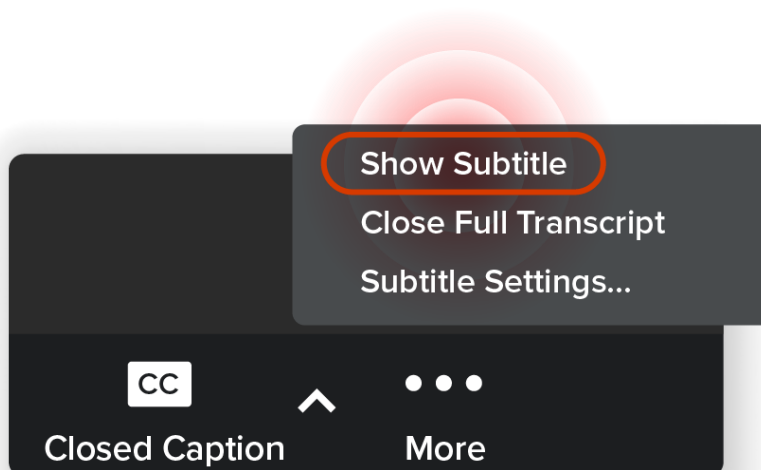 Show Subtitle
Close Full Transcript
Subtitle Settings...
CC
Closed Caption
More